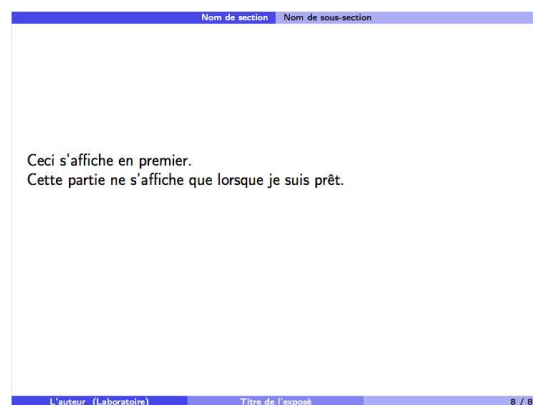 Nom de section Nom de sous-section
Ceci s'affiche en premier.
Cette partie ne s'affiche que lorsque je suis prêt.
L'auteur (Laboratoire) Titre de l'exposé 8 / 8